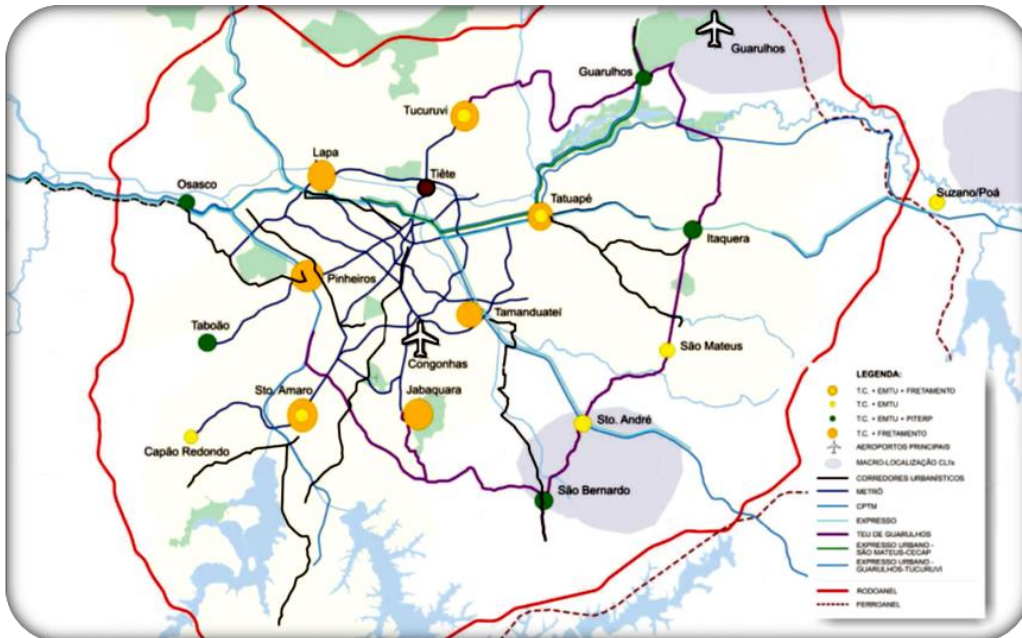 Guarulhos
Guarulhos
Tucuruvi
Lapa
Tiête
Osasco
Tatuapé
Suzano/Poá
Itaquera
Pinheiros
Tamanduateí
Taboão
São Mateus
Congonhas
Sto. Amaro
Jabaquara
Sto. André
Capão Redondo
São Bernardo
LEGENDA:
T.C. + EMTU + FRETAMENTO
T.C. + EMTU
T.C. + EMTU + PITERP
T.C. + FRETAMENTO
AEROPORTOS PRINCIPAIS
MACRO-LOCALIZAÇÃO CLI's
CORREDORES URBANÍSTICOS
METRÔ
CPTM
EXPRESSO
TEU DE GUARULHOS
EXPRESSO URBANO -
SÃO MATEUS-CECAP
EXPRESSO URBANO -
GUARULHOS-TUCURUVI
RODOANEL
FERROANEL